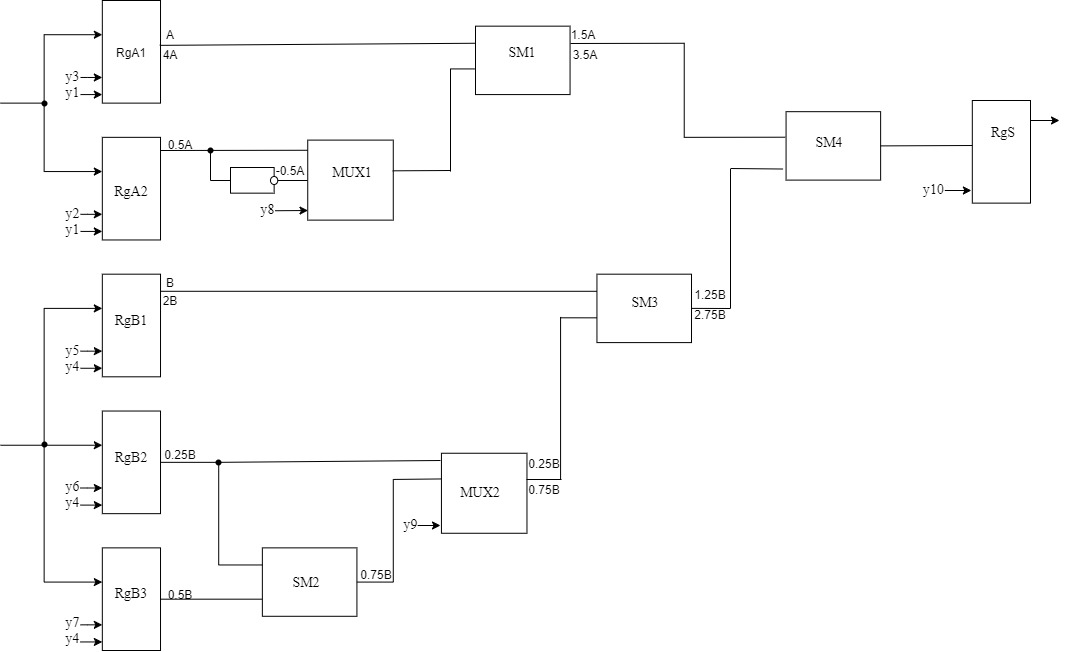 RgA1
y3
y1
A
4A
SM1
1.5A
3.5A
RgA2
y2
y1
0.5A
-0.5A
MUX1
y8
SM4
RgS
y10
RgB1
y5
y4
B
2B
SM3
1.25B
2.75B
RgB2
y6
y4
0.25B
MUX2
y9
0.25B
0.75B
RgB3
y7
y4
0.5B
SM2
0.75B